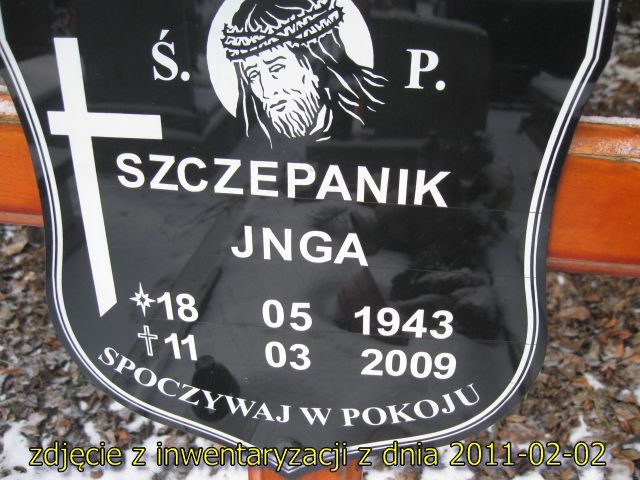 Ś. P.
SZCZEPANIK
JNGA
18 05 1943
11 03 2009
SPOCZYWAJ W POKOJU
zdjęcie z inwentaryzacji z dnia 2011-02-02